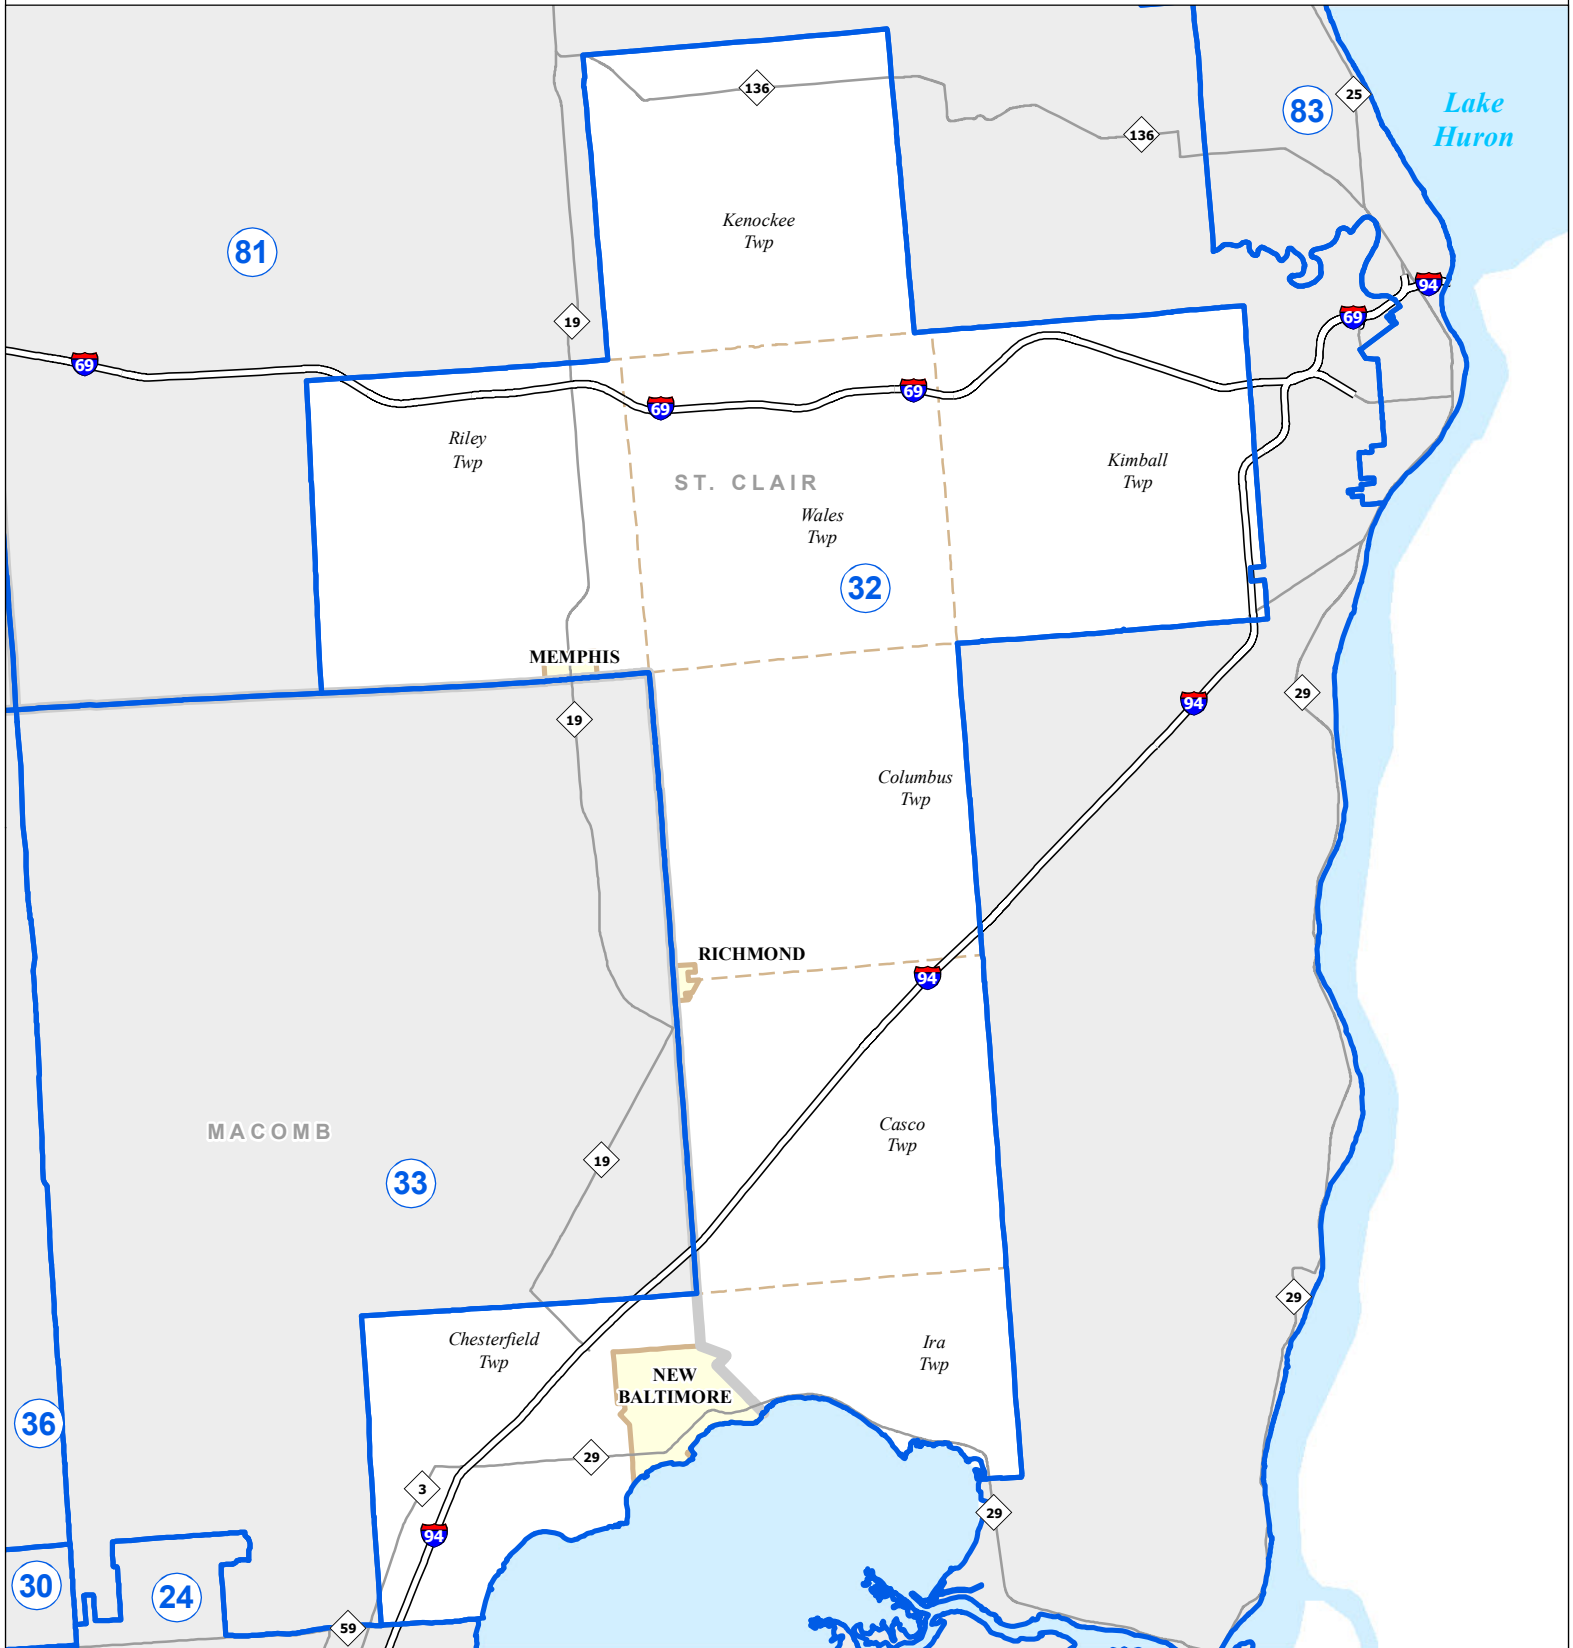 136
25
83
Lake
Huron
136
Kenockee
Twp
81
94
69
19
69
69
69
Riley
Twp
Kimball
Twp
ST. CLAIR
Wales
Twp
32
MEMPHIS
29
94
19
Columbus
Twp
RICHMOND
94
MACOMB
Casco
Twp
19
33
29
Chesterfield
Twp
Ira
Twp
NEW
BALTIMORE
36
29
3
29
94
30
24
59